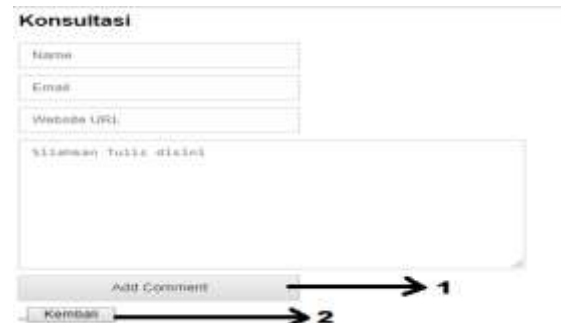 Konsultasi
Name
Email
Website URL
Silahkan Tulis disini
Add Comment 1
Kembali 2